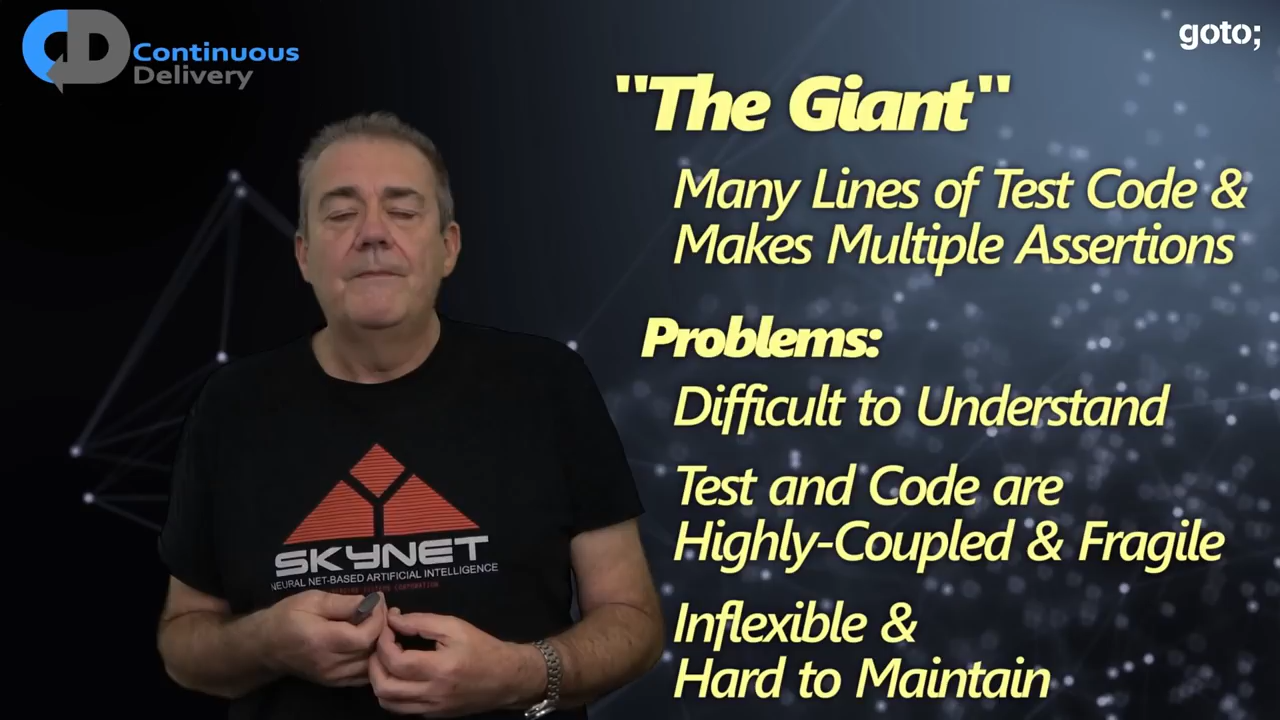 Continuous
Delivery
goto;
"The Giant"
Many Lines of Test Code &
Makes Multiple Assertions
Problems:
Difficult to Understand
Test and Code are
Highly-Coupled & Fragile
Inflexible &
Hard to Maintain
SKYNET
NEURAL NET-BASED ARTIFICIAL INTELLIGENCE